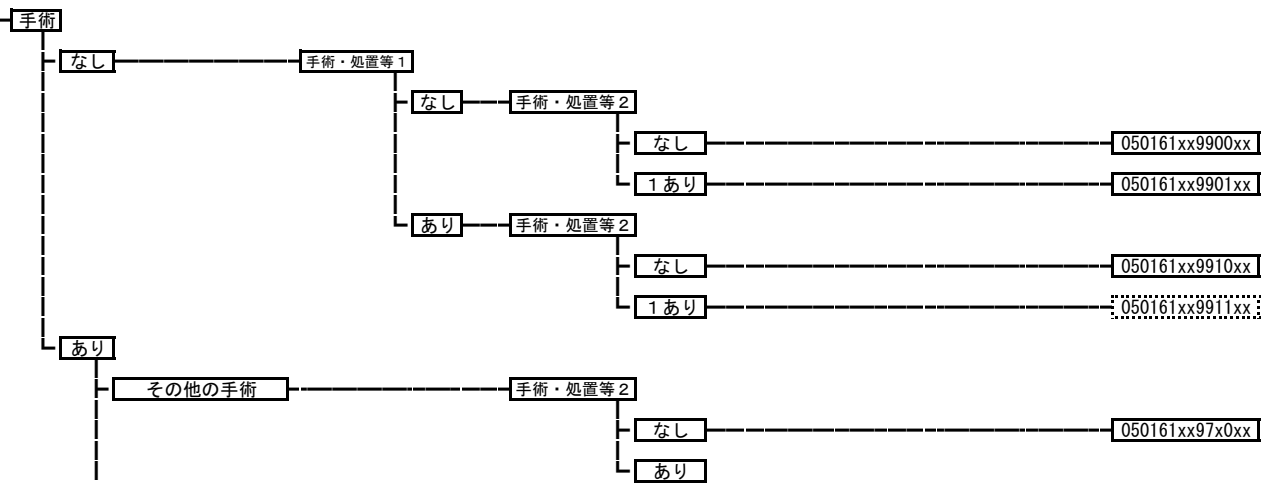 手術
なし 手術・処置等１
なし 手術・処置等２
なし 050161xx9900xx
１あり 050161xx9901xx
あり 手術・処置等２
なし 050161xx9910xx
１あり 050161xx9911xx
あり
その他の手術 手術・処置等２
なし 050161xx97x0xx
あり